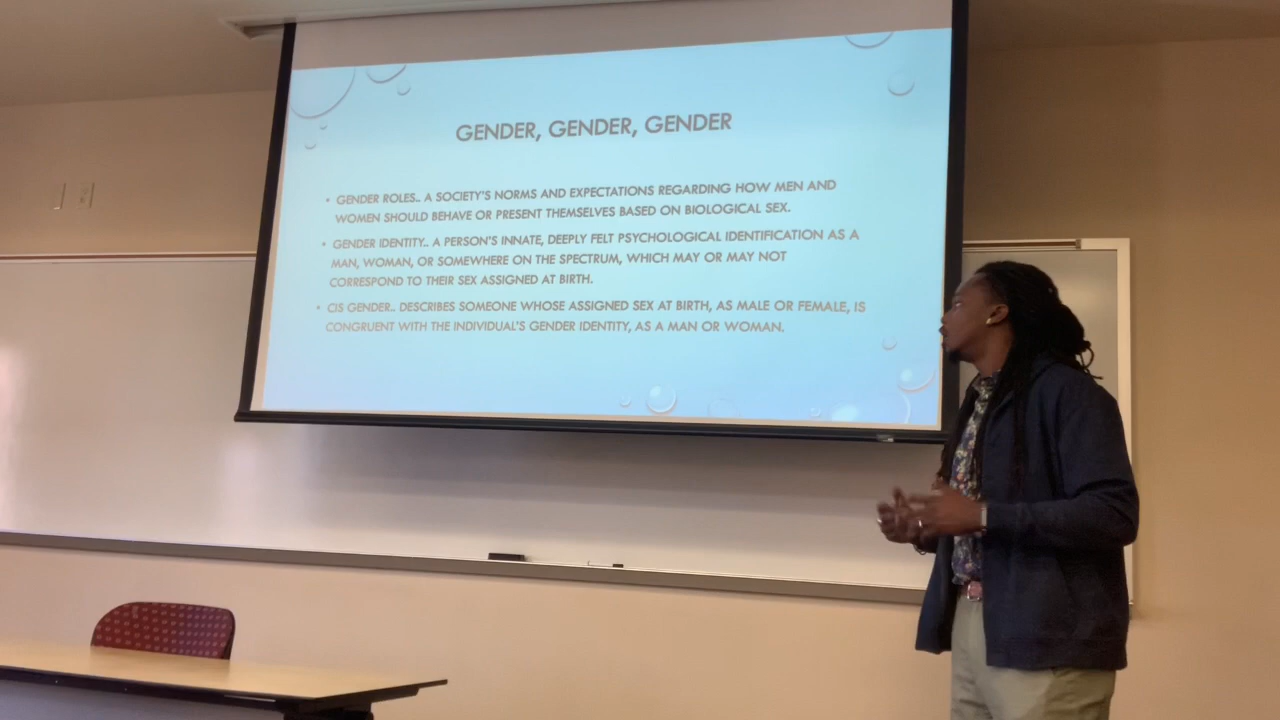 GENDER, GENDER, GENDER
• GENDER ROLES.. A SOCIETY'S NORMS AND EXPECTATIONS REGARDING HOW MEN AND
WOMEN SHOULD BEHAVE OR PRESENT THEMSELVES BASED ON BIOLOGICAL SEX.
• GENDER IDENTITY.. A PERSON'S INNATE, DEEPLY FELT PSYCHOLOGICAL IDENTIFICATION AS A
MAN, WOMAN, OR SOMEWHERE ON THE SPECTRUM, WHICH MAY OR MAY NOT
CORRESPOND TO THEIR SEX ASSIGNED AT BIRTH.
• CIS GENDER.. DESCRIBES SOMEONE WHOSE ASSIGNED SEX AT BIRTH, AS MALE OR FEMALE, IS
CONGRUENT WITH THE INDIVIDUAL'S GENDER IDENTITY, AS A MAN OR WOMAN.